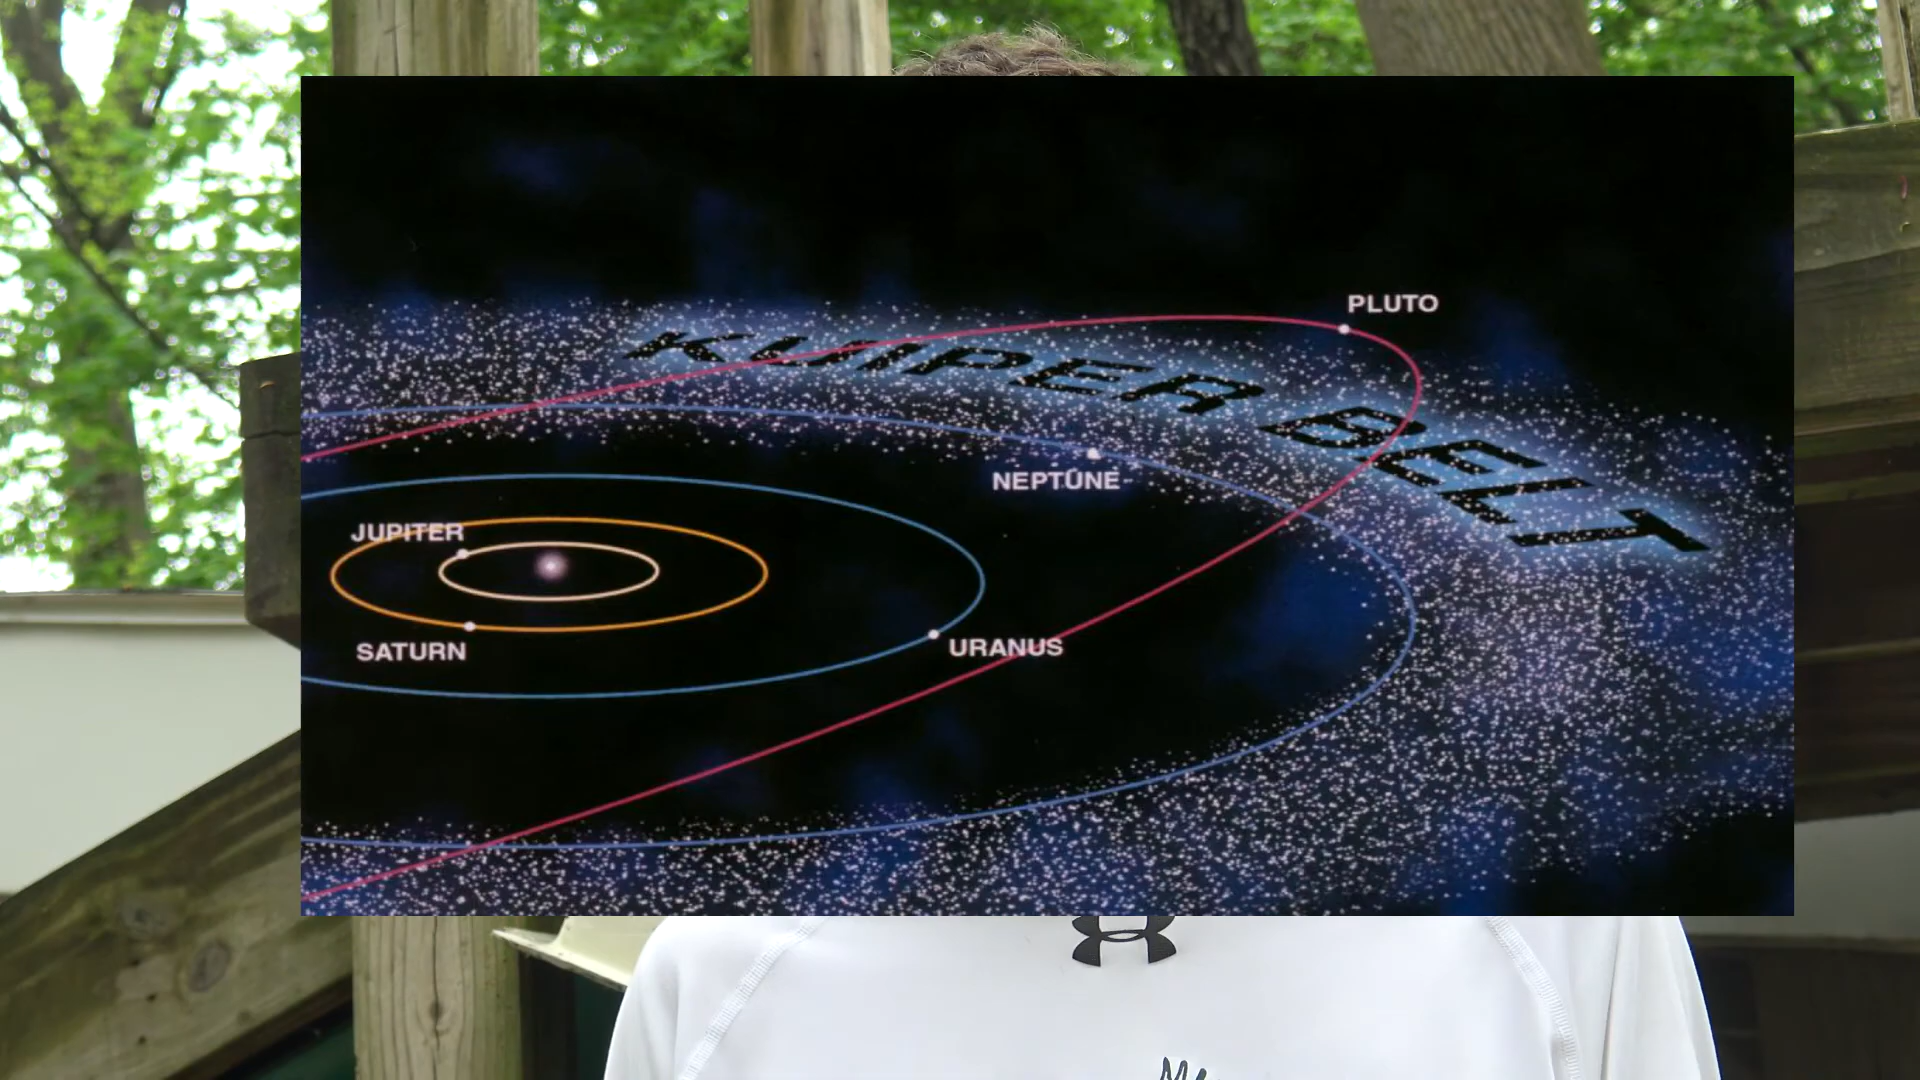 PLUTO
KUIPER BELT
NEPTUNE
JUPITER
SATURN
URANUS